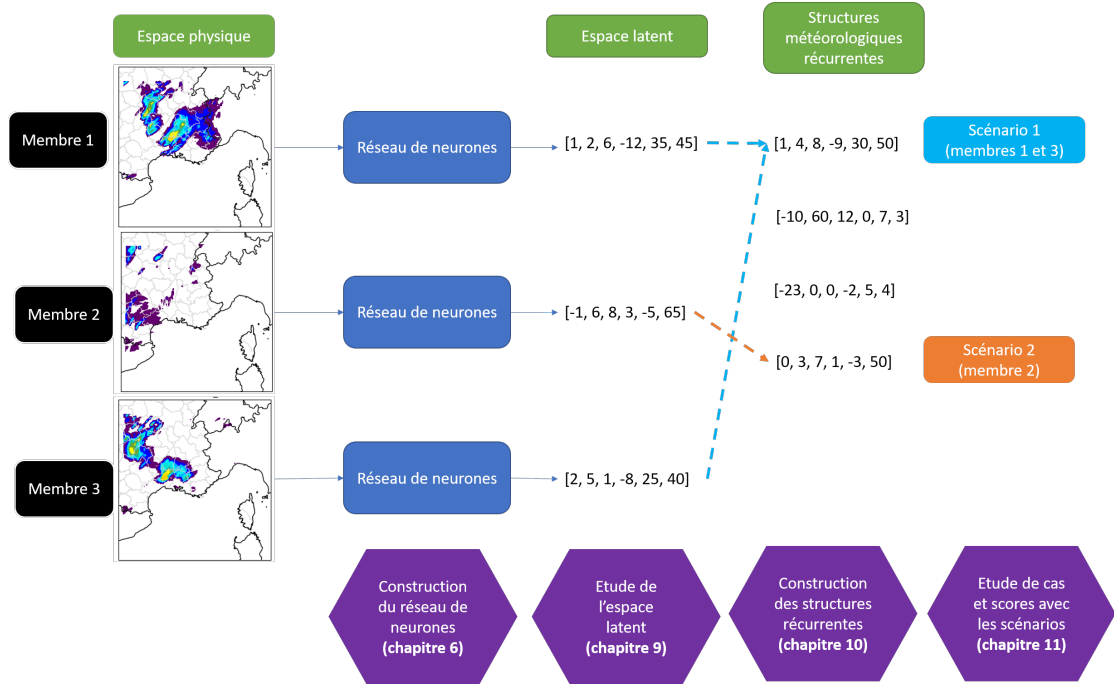 Espace physique
Espace latent
Structures
météorologiques
récurrentes
Membre 1
Réseau de neurones
[1, 2, 6, -12, 35, 45]
[1, 4, 8, -9, 30, 50]
Scénario 1
(membres 1 et 3)
[-10, 60, 12, 0, 7, 3]
[-23, 0, 0, -2, 5, 4]
Membre 2
Réseau de neurones
[-1, 6, 8, 3, -5, 65]
[0, 3, 7, 1, -3, 50]
Scénario 2
(membre 2)
Membre 3
Réseau de neurones
[2, 5, 1, -8, 25, 40]
Construction
du réseau de
neurones
(chapitre 6)
Etude de
l’espace
latent
(chapitre 9)
Construction
des structures
récurrentes
(chapitre 10)
Etude de cas
et scores avec
les scénarios
(chapitre 11)